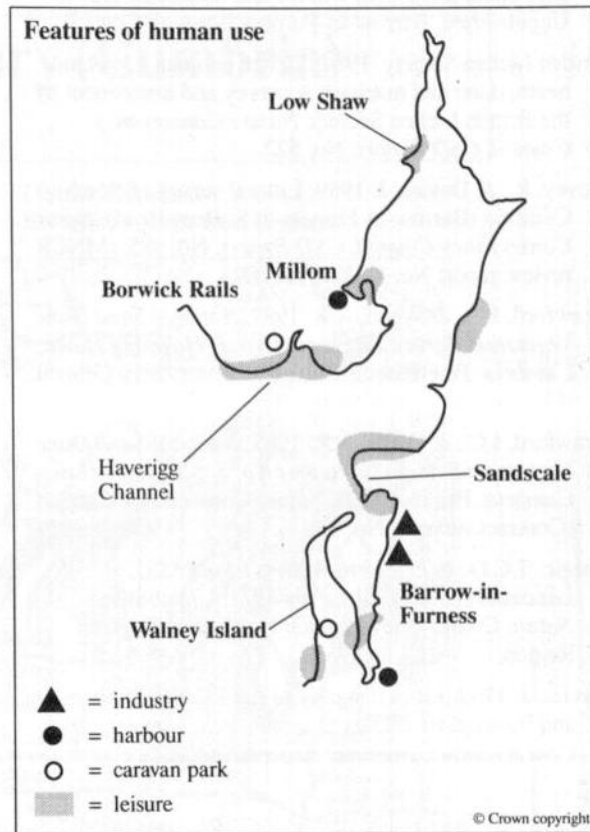 Features of human use
Low Shaw
Millom
Borwick Rails
Haverigg
Channel
Sandscale
Barrow-in-
Furness
Walney Island
= industry
= harbour
= caravan park
= leisure
© Crown copyright